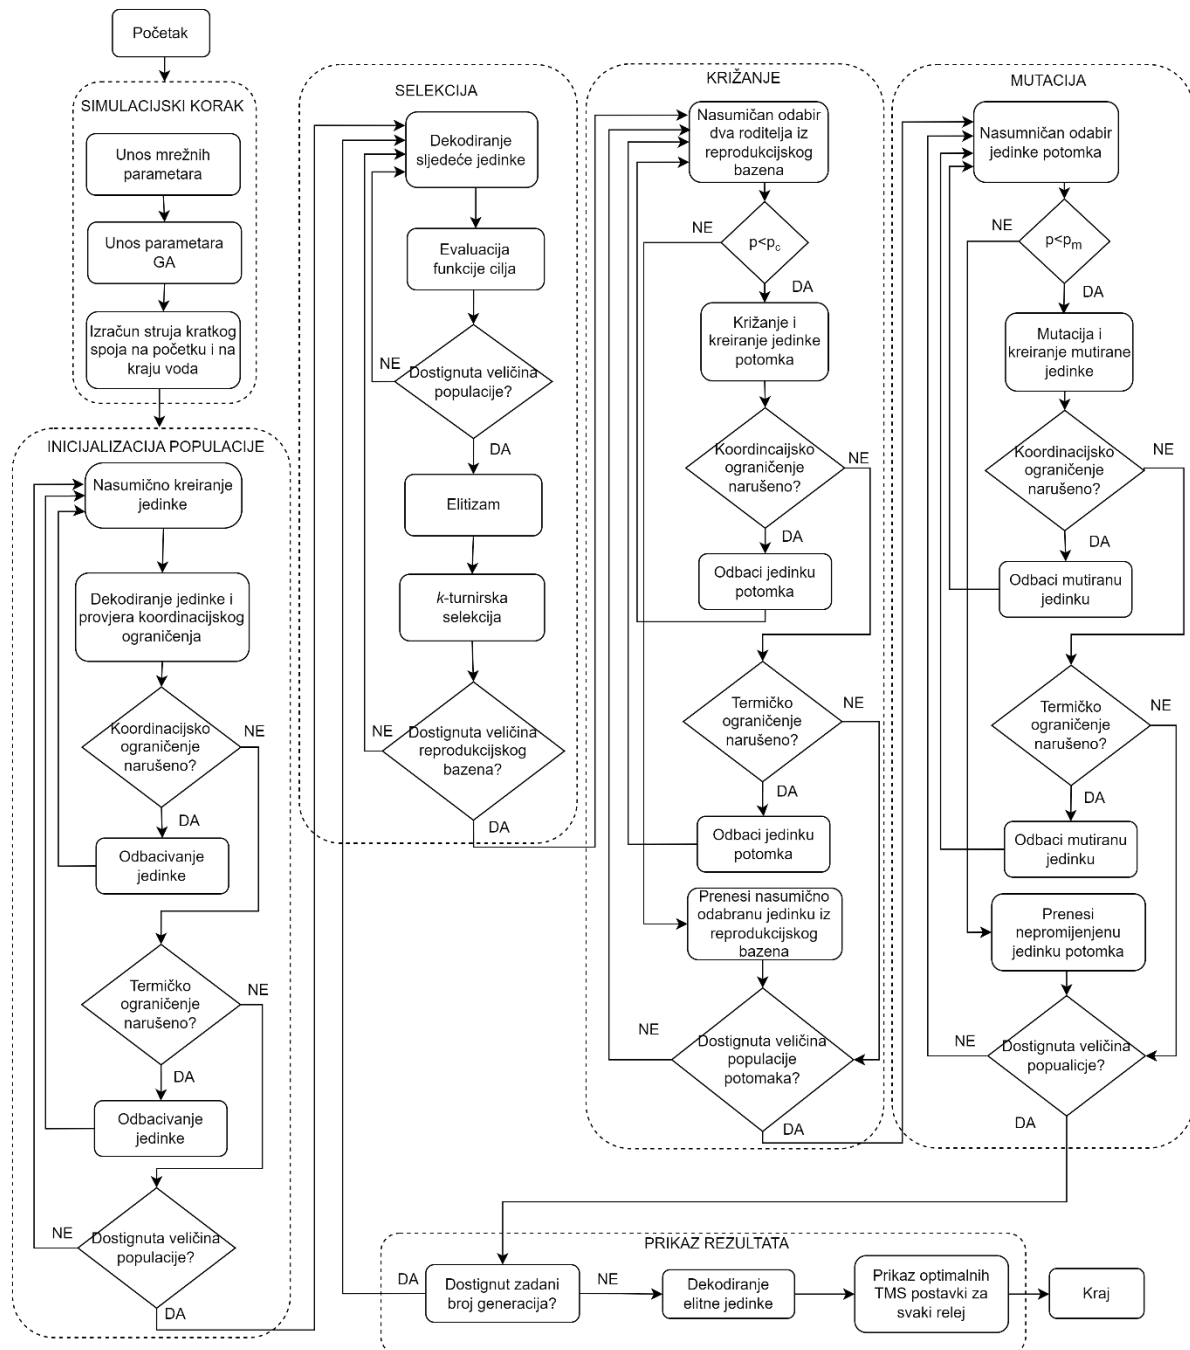 Početak
SIMULACIJSKI KORAK
Unos mrežnih
parametara
Unos parametara
GA
Izračun struja kratkog
spoja na početku i na
kraju voda
INICIJALIZACIJA POPULACIJE
Nasumično kreiranje
jedinke
Dekodiranje jedinke i
provjera koordinacijskog
ograničenja
Koordinacijsko
ograničenje
narušeno?
NE
DA
Odbacivanje
jedinke
Termičko
ograničenje
narušeno?
NE
DA
Odbacivanje
jedinke
Dostignuta veličina
populacije?
NE
DA
SELEKCIJA
Dekodiranje
sljedeće jedinke
Evaluacija
funkcije cilja
Dostignuta veličina
populacije?
NE
DA
Elitizam
k-turnirska
selekcija
Dostignuta veličina
reprodukcijskog
bazena?
NE
DA
KRIŽANJE
Nasumičan odabir
dva roditelja iz
reprodukcijskog
bazena
NE
p<pc
DA
Križanje i
kreiranje jedinke
potomka
Koordincaijsko
ograničenje
narušeno?
NE
DA
Odbaci jedinku
potomka
Termičko
ograničenje
narušeno?
NE
DA
Odbaci jedinku
potomka
Prenesi nasumično
odabranu jedinku iz
reprodukcijskog
bazena
Dostignuta veličina
populacije
potomaka?
NE
DA
MUTACIJA
Nasumničan odabir
jedinke potomka
NE
p<pm
DA
Mutacija i
kreiranje mutirane
jedinke
Koordinacijsko
ograničenje
narušeno?
NE
DA
Odbaci mutiranu
jedinku
Termičko
ograničenje
narušeno?
NE
DA
Odbaci mutiranu
jedinku
Prenesi
nepromijenjenu
jedinku potomka
Dostignuta veličina
popualicje?
NE
DA
PRIKAZ REZULTATA
DA
Dostignut zadani
broj generacija?
NE
Dekodiranje
elitne jedinke
Prikaz optimalnih
TMS postavki za
svaki relej
Kraj